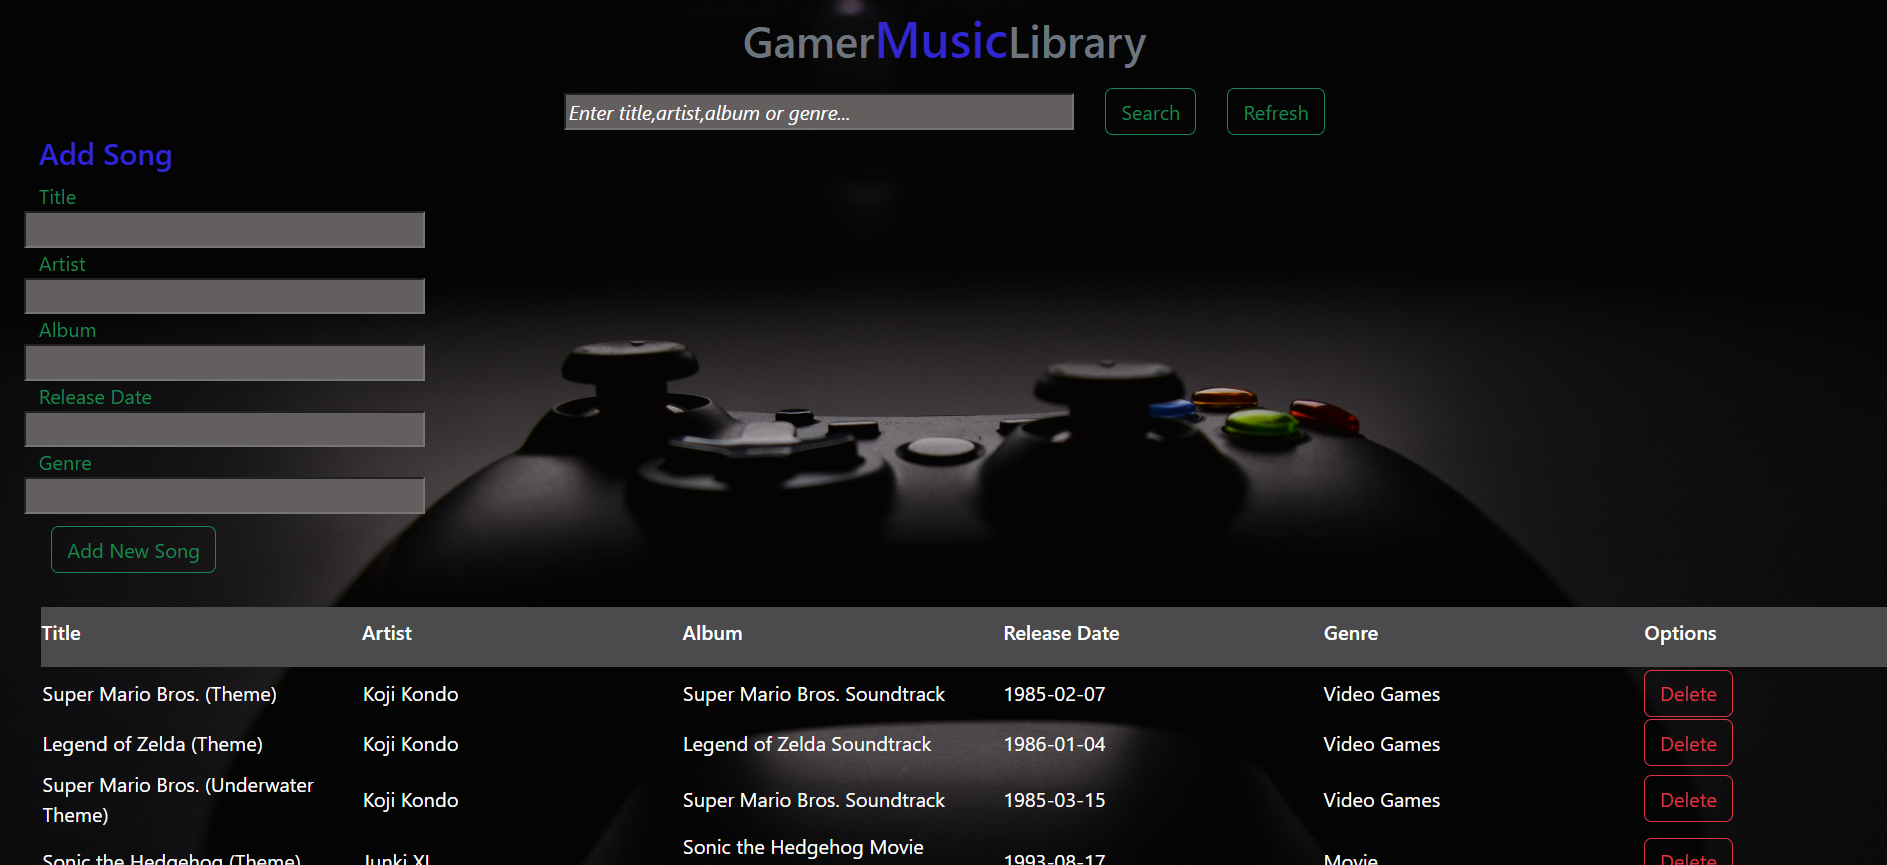 GamerMusicLibrary
Enter title,artist,album or genre... Search Refresh
Add Song
Title
Artist
Album
Release Date
Genre
Add New Song
Title Artist Album Release Date Genre Options
Super Mario Bros. (Theme) Koji Kondo Super Mario Bros. Soundtrack 1985-02-07 Video Games Delete
Legend of Zelda (Theme) Koji Kondo Legend of Zelda Soundtrack 1986-01-04 Video Games Delete
Super Mario Bros. (Underwater
Theme) Koji Kondo Super Mario Bros. Soundtrack 1985-03-15 Video Games Delete
Sonic the Hedgehog Movie
Sonic the Hedgehog (Theme) Junki XL 1993-08-17 Movie Delete